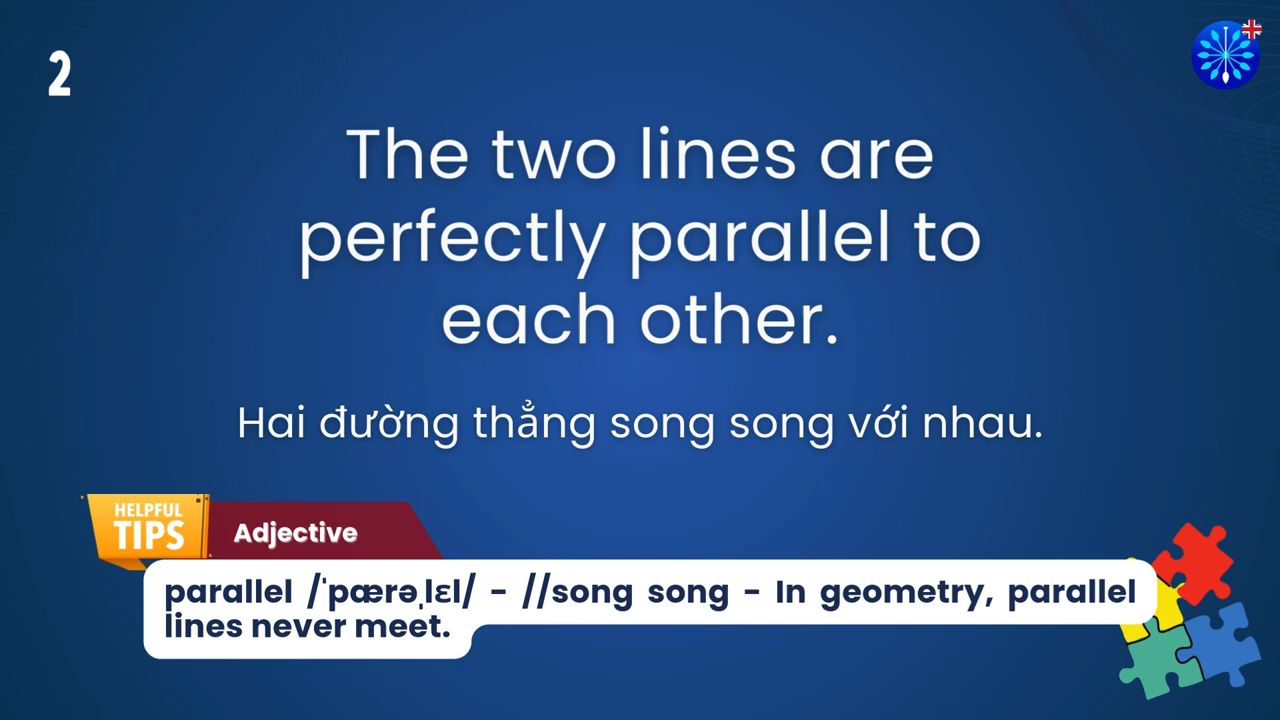 2
The two lines are
perfectly parallel to
each other.
Hai đường thẳng song song với nhau.
HELPFUL
TIPS
Adjective
parallel /ˈpærəˌlɛl/ - //song song - In geometry, parallel
lines never meet.